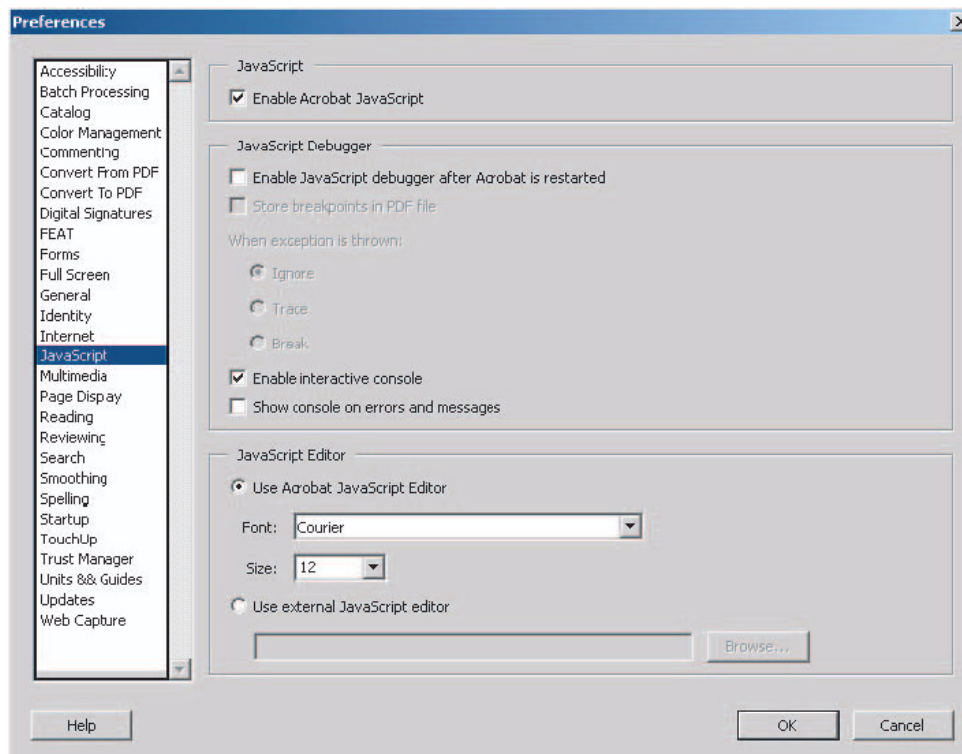 Preferences
Accessibility
Batch Processing
Catalog
Color Management
Commenting
Convert From PDF
Convert To PDF
Digital Signatures
FEAT
Forms
Full Screen
General
Identity
Internet
JavaScript
Multimedia
Page Display
Reading
Reviewing
Search
Smoothing
Spelling
Startup
TouchUp
Trust Manager
Units && Guides
Updates
Web Capture
JavaScript
Enable Acrobat JavaScript
JavaScript Debugger
Enable JavaScript debugger after Acrobat is restarted
Store breakpoints in PDF file
When exception is thrown:
Ignore
Trace
Break
Enable interactive console
Show console on errors and messages
JavaScript Editor
Use Acrobat JavaScript Editor
Font: Courier
Size: 12
Use external JavaScript editor
Browse...
Help
OK
Cancel